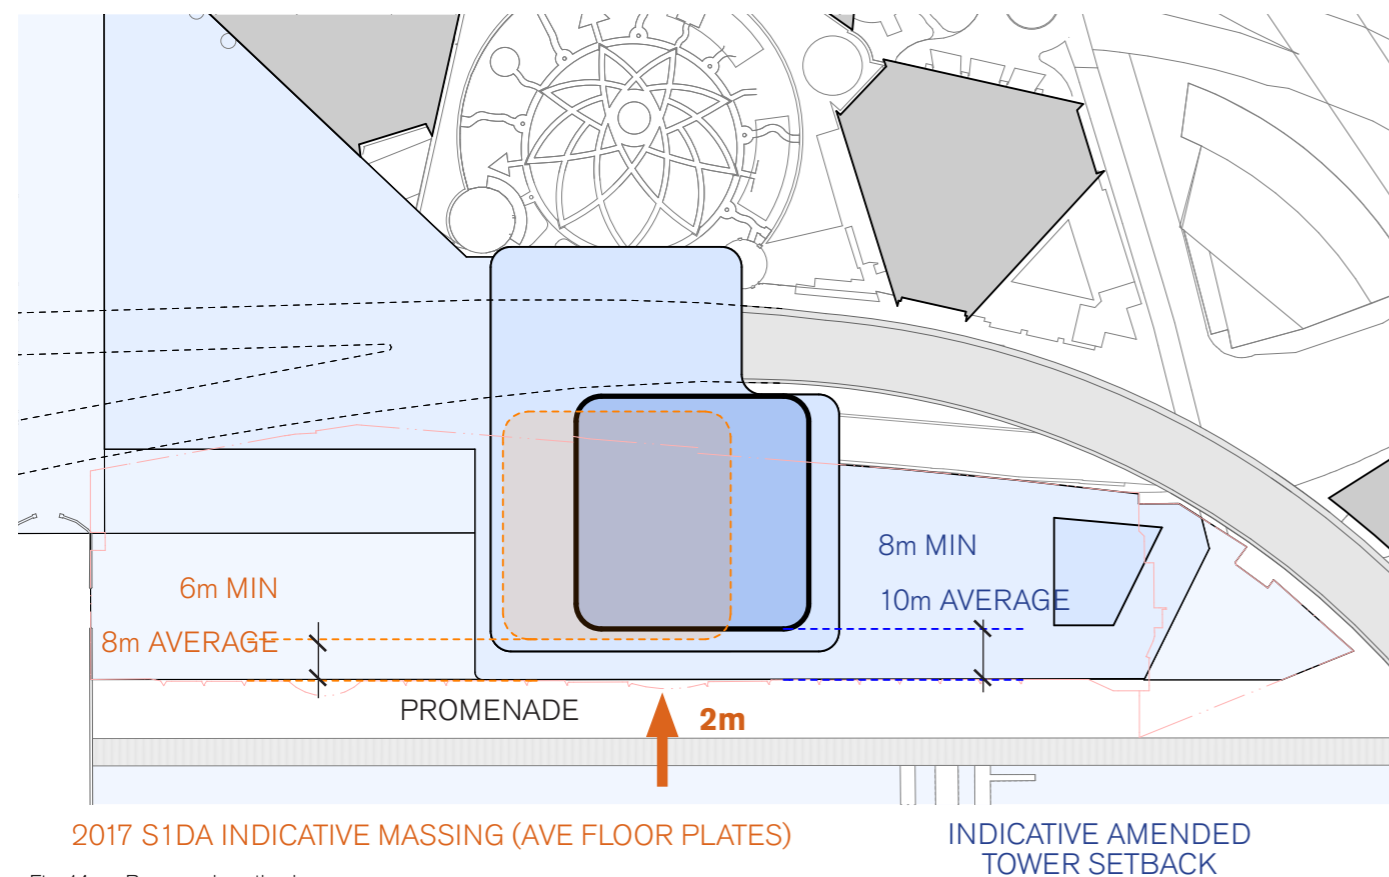 8m MIN
6m MIN
10m AVERAGE
8m AVERAGE
PROMENADE
2m
2017 S1DA INDICATIVE MASSING (AVE FLOOR PLATES)
INDICATIVE AMENDED
TOWER SETBACK